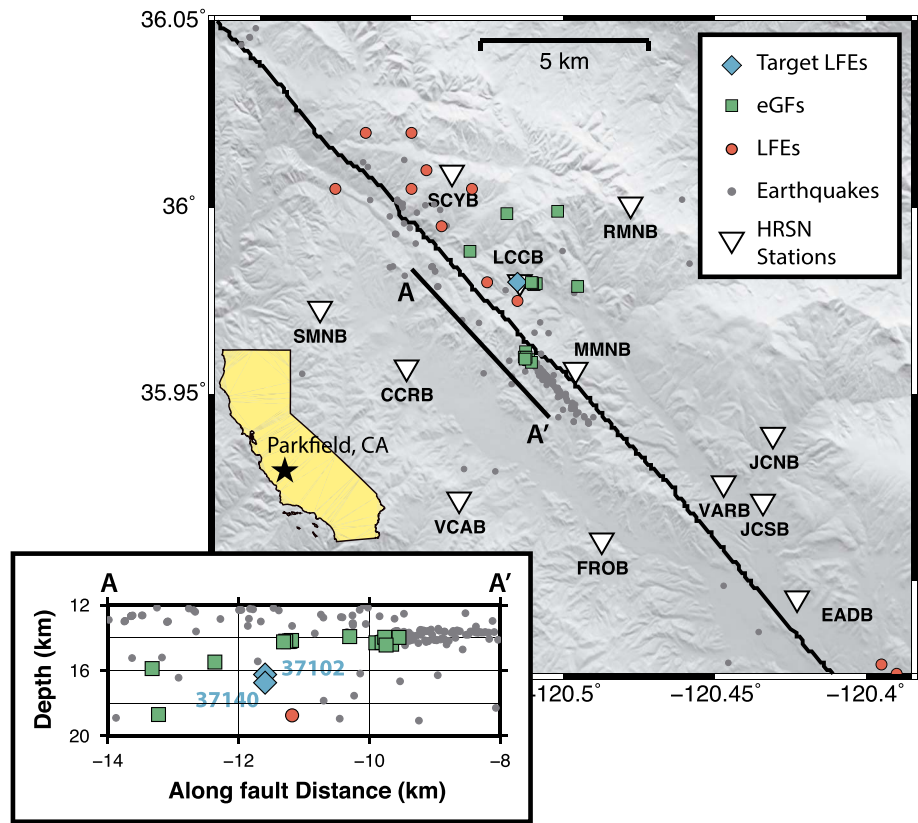 36.05°
5 km
Target LFEs
eGFs
LFEs
Earthquakes
HRSN
Stations
36°
SCYB
RMNB
LCCB
A
SMNB
MMNB
35.95°
CCRB
A'
Parkfield, CA
JCNB
VARB
JCSB
VCAB
FROB
EADB
−120.5°
−120.45°
−120.4°
A
A'
12
16
20
Depth (km)
37102
37140
−14
−12
−10
−8
Along fault Distance (km)